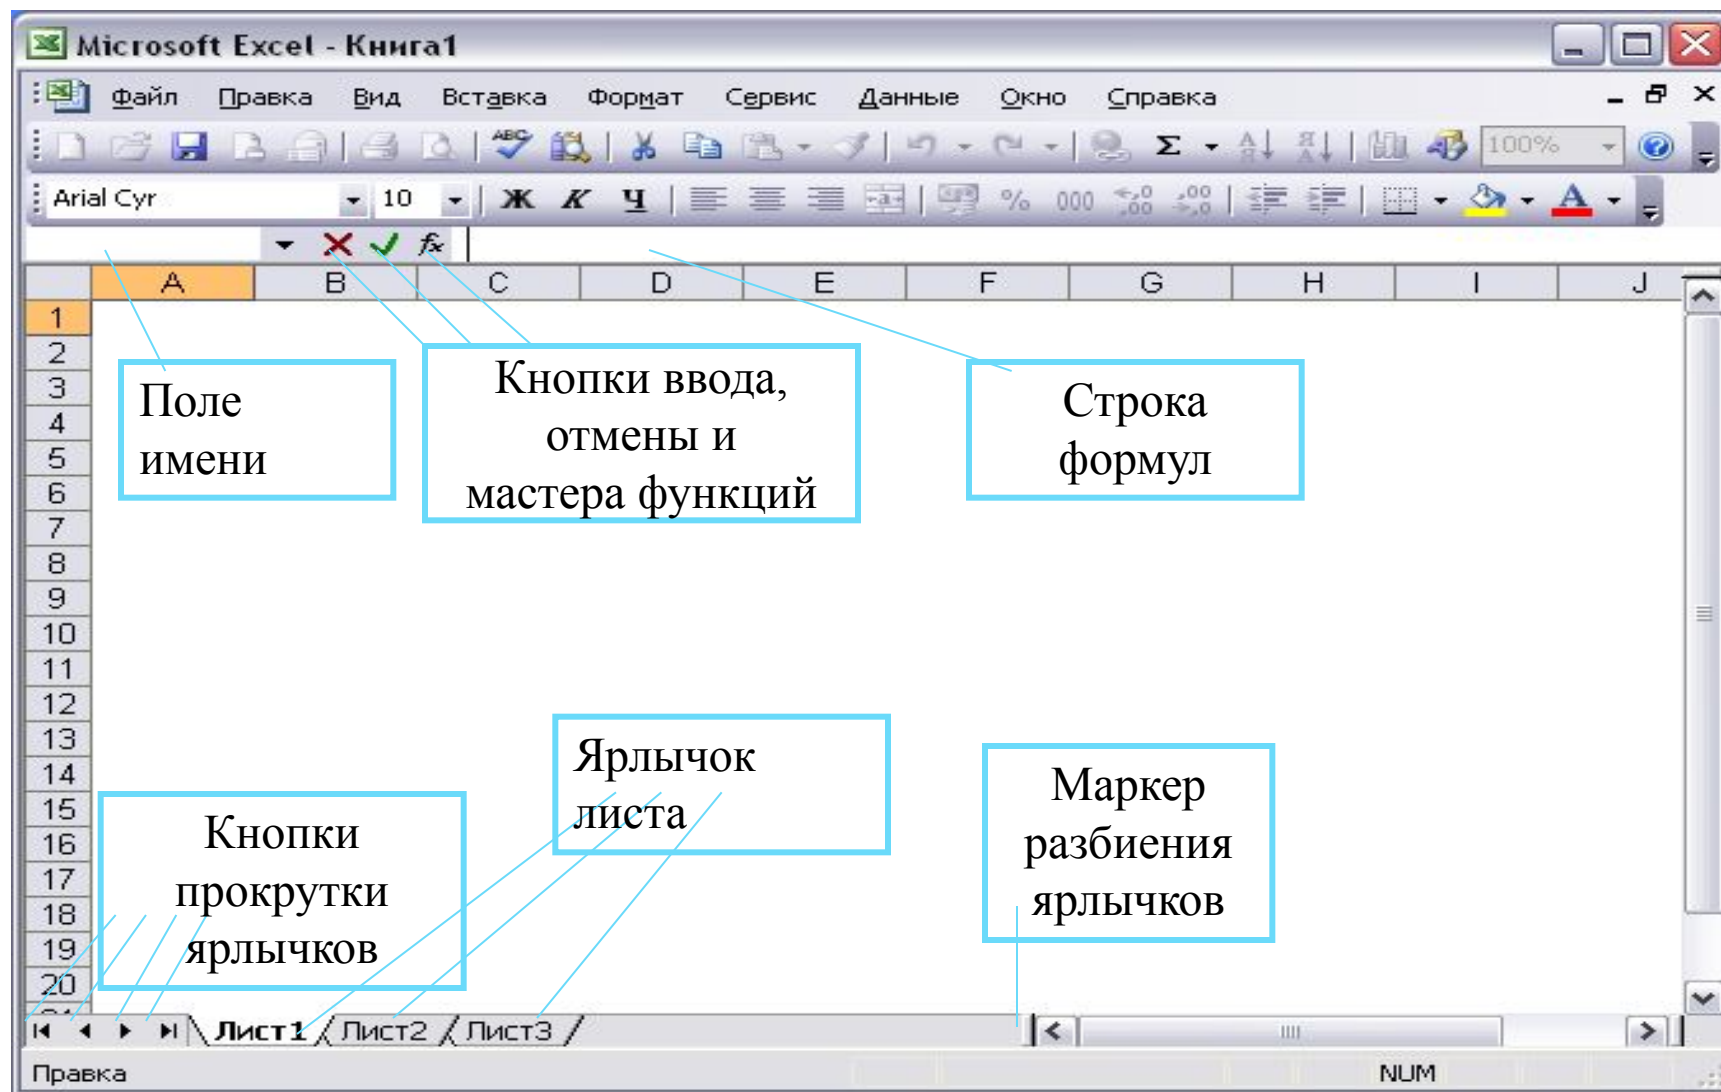 Microsoft Excel - Книга1
Файл Правка Вид Вставка Формат Сервис Данные Окно Справка
ABC Σ 100%
Arial Cyr 10 Ж К Ч % 000 А
fx
A B C D E F G H I J
1
2
3
4
5
6
7
8
9
10
11
12
13
14
15
16
17
18
19
20
Поле
имени
Кнопки ввода,
отмены и
мастера функций
Строка
формул
Ярлычок
листа
Маркер
разбиения
ярлычков
Кнопки
прокрутки
ярлычков
Лист1 Лист2 Лист3
Правка NUM